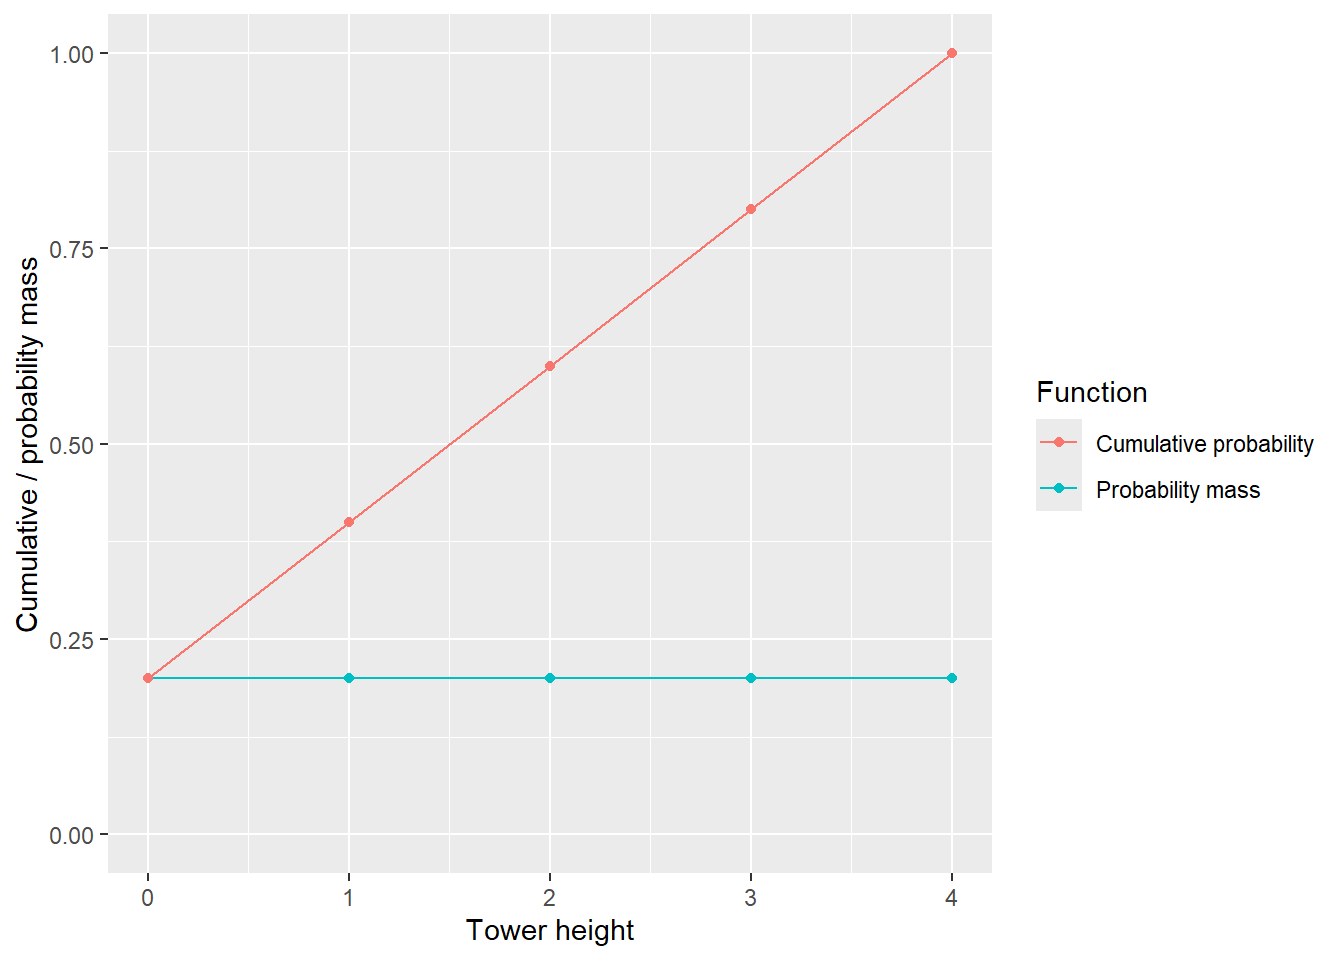 Cumulative / probability mass
1.00
0.75
0.50
0.25
0.00
0 1 2 3 4
Tower height
Function
Cumulative probability
Probability mass